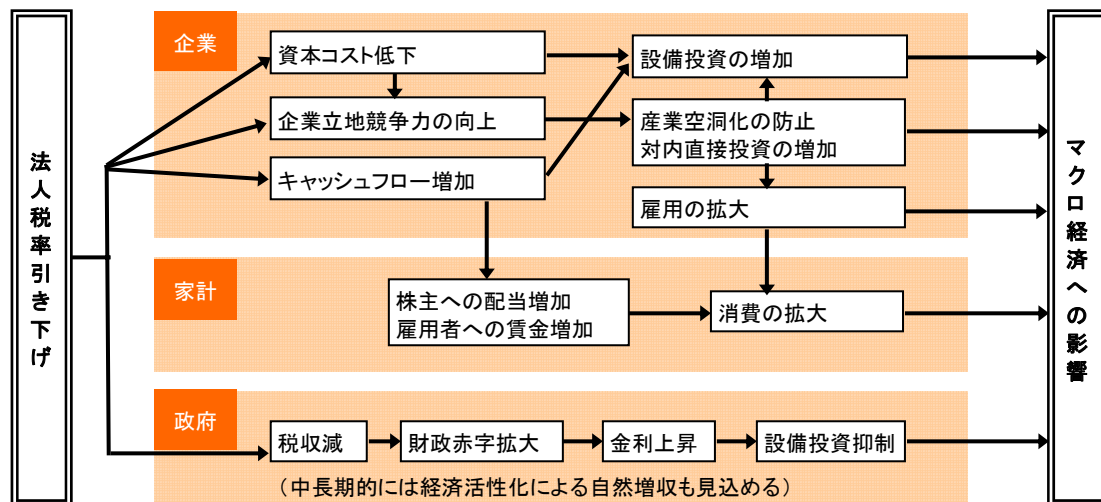 法人税率引き下げ
企業
資本コスト低下
設備投資の増加
企業立地競争力の向上
産業空洞化の防止
対内直接投資の増加
キャッシュフロー増加
雇用の拡大
家計
株主への配当増加
雇用者への賃金増加
消費の拡大
政府
税収減
財政赤字拡大
金利上昇
設備投資抑制
（中長期的には経済活性化による自然増収も見込める）
マクロ経済への影響